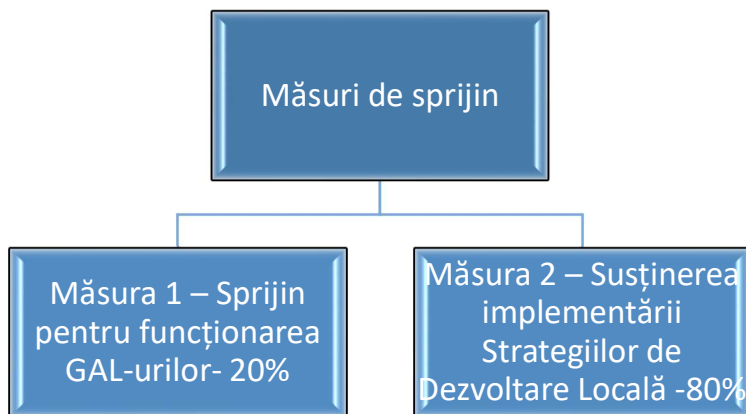 Măsuri de sprijin
Măsura 1 – Sprijin
pentru funcționarea
GAL-urilor- 20%
Măsura 2 – Susținerea
implementării
Strategiilor de
Dezvoltare Locală -80%